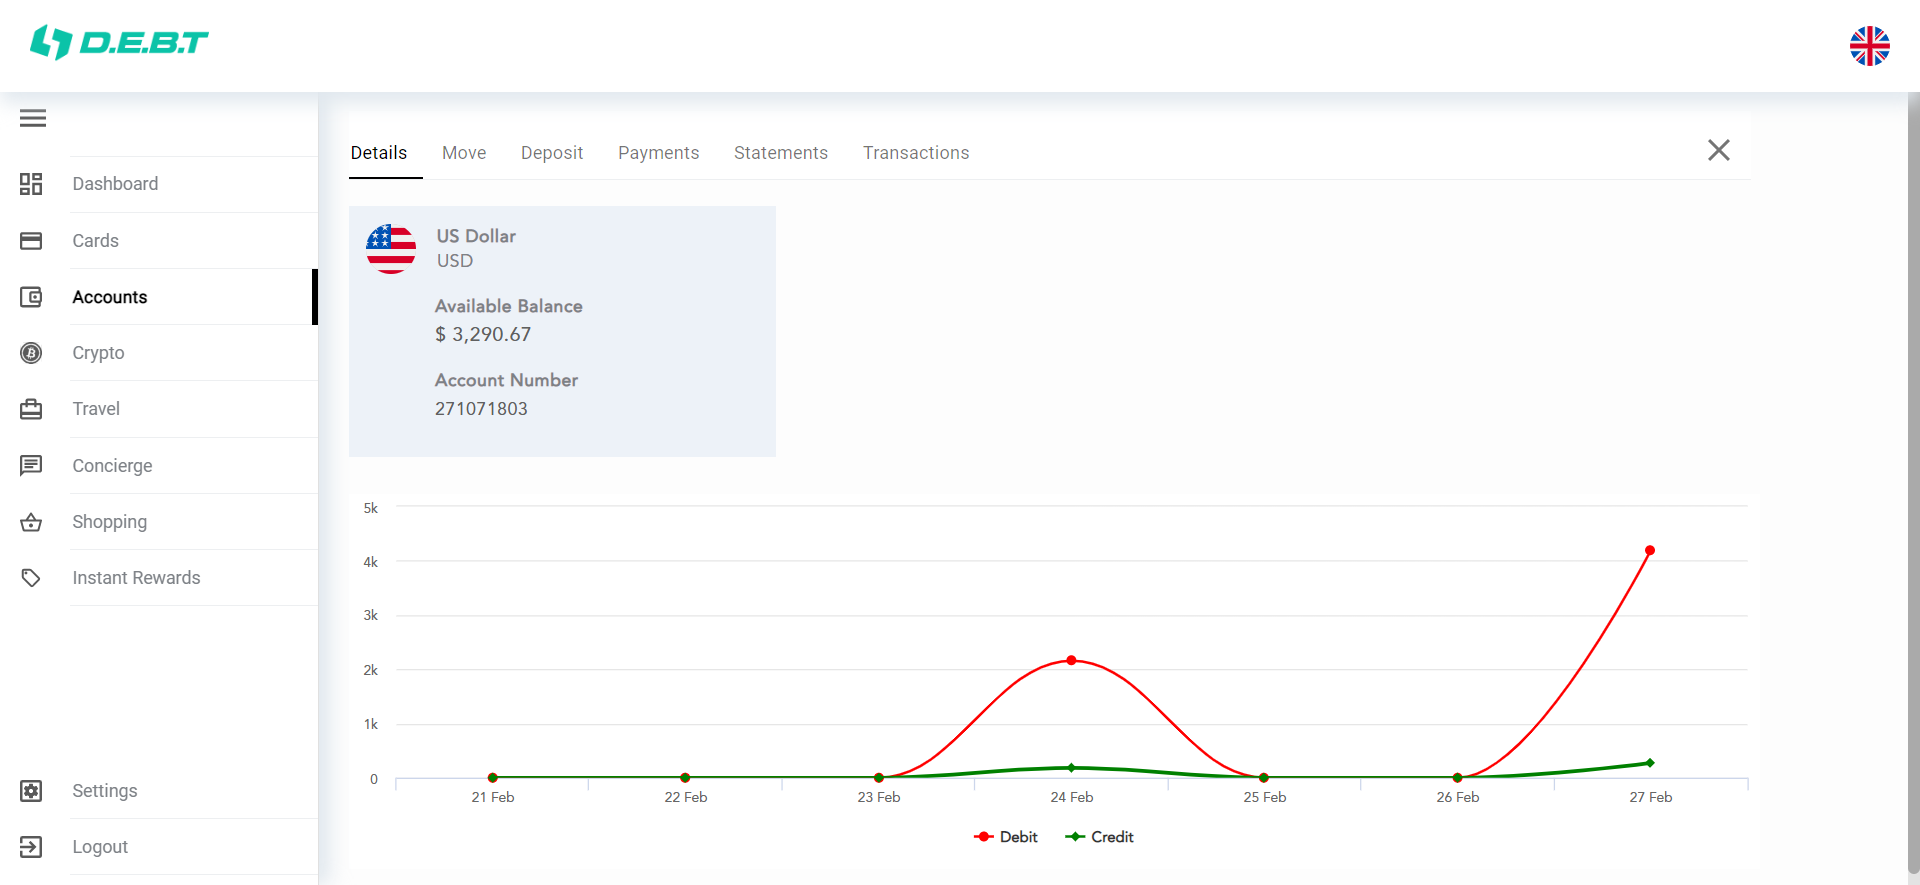 D.E.B.T
Details Move Deposit Payments Statements Transactions
Dashboard
Cards
Accounts
Crypto
Travel
Concierge
Shopping
Instant Rewards
Settings
Logout
US Dollar
USD
Available Balance
$ 3,290.67
Account Number
271071803
5k
4k
3k
2k
1k
0
21 Feb 22 Feb 23 Feb 24 Feb 25 Feb 26 Feb 27 Feb
Debit Credit